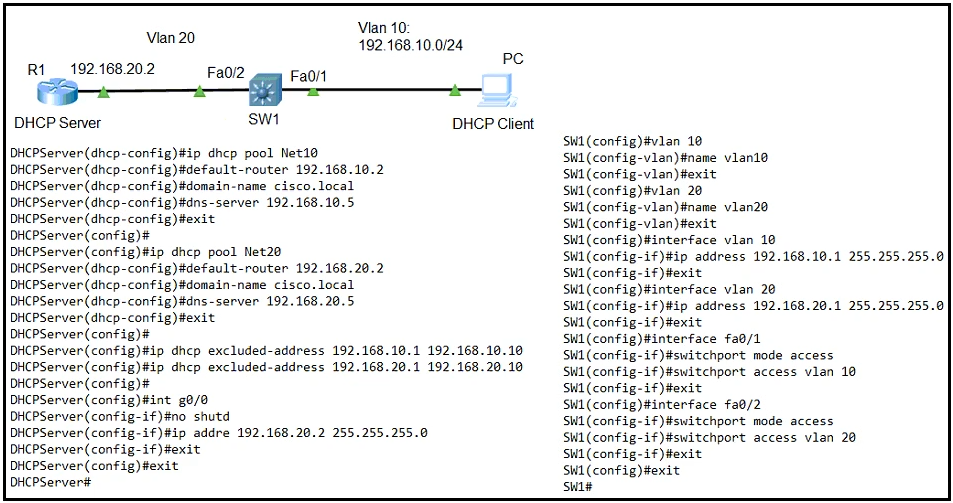 Vlan 20
Vlan 10:
192.168.10.0/24
R1
192.168.20.2
Fa0/2
Fa0/1
PC
DHCP Server
SW1
DHCP Client
DHCPServer(dhcp-config)#ip dhcp pool Net10
DHCPServer(dhcp-config)#default-router 192.168.10.2
DHCPServer(dhcp-config)#domain-name cisco.local
DHCPServer(dhcp-config)#dns-server 192.168.10.5
DHCPServer(dhcp-config)#exit
DHCPServer(config)#
DHCPServer(config)#ip dhcp pool Net20
DHCPServer(dhcp-config)#default-router 192.168.20.2
DHCPServer(dhcp-config)#domain-name cisco.local
DHCPServer(dhcp-config)#dns-server 192.168.20.5
DHCPServer(dhcp-config)#exit
DHCPServer(config)#
DHCPServer(config)#ip dhcp excluded-address 192.168.10.1 192.168.10.10
DHCPServer(config)#ip dhcp excluded-address 192.168.20.1 192.168.20.10
DHCPServer(config)#
DHCPServer(config)#int g0/0
DHCPServer(config-if)#no shutd
DHCPServer(config-if)#ip addre 192.168.20.2 255.255.255.0
DHCPServer(config-if)#exit
DHCPServer(config)#exit
DHCPServer#
SW1(config)#vlan 10
SW1(config-vlan)#name vlan10
SW1(config-vlan)#exit
SW1(config)#vlan 20
SW1(config-vlan)#name vlan20
SW1(config-vlan)#exit
SW1(config)#interface vlan 10
SW1(config-if)#ip address 192.168.10.1 255.255.255.0
SW1(config-if)#exit
SW1(config)#interface vlan 20
SW1(config-if)#ip address 192.168.20.1 255.255.255.0
SW1(config-if)#exit
SW1(config)#interface fa0/1
SW1(config-if)#switchport mode access
SW1(config-if)#switchport access vlan 10
SW1(config-if)#exit
SW1(config)#interface fa0/2
SW1(config-if)#switchport mode access
SW1(config-if)#switchport access vlan 20
SW1(config-if)#exit
SW1(config)#exit
SW1#